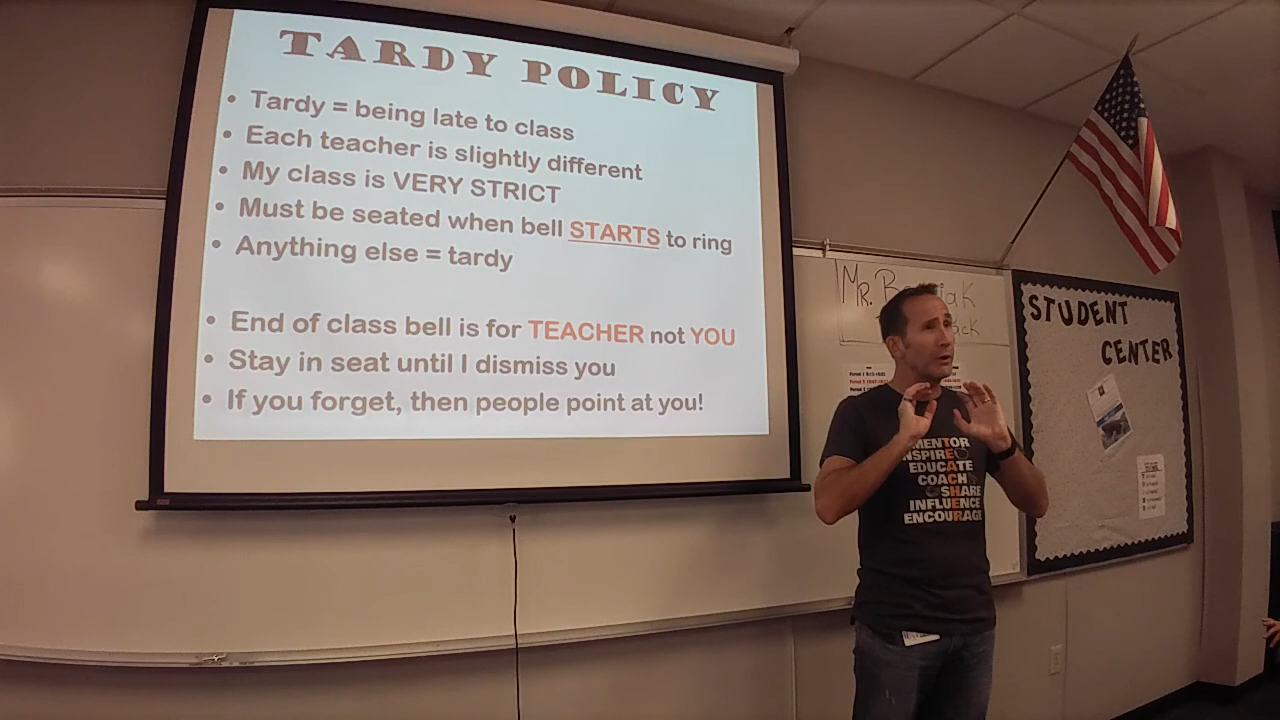 TARDY POLICY
• Tardy = being late to class
• Each teacher is slightly different
• My class is VERY STRICT
• Must be seated when bell STARTS to ring
• Anything else = tardy
• End of class bell is for TEACHER not YOU
• Stay in seat until I dismiss you
• If you forget, then people point at you!
MR.
STUDENT
CENTER
MENTOR
INSPIRE
EDUCATE
COACH
SHARE
INFLUENCE
ENCOURAGE